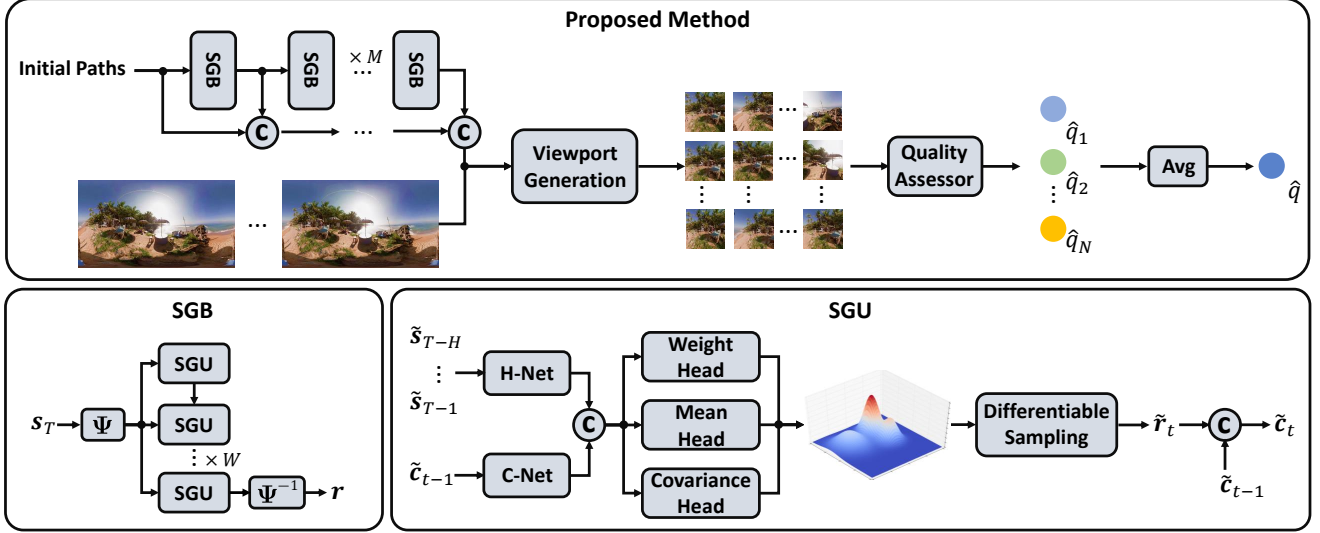 Proposed Method
Initial Paths
SGB
SGB
× M
...
SGB
C
...
C
...
Viewport
Generation
...
...
⋮ ⋮ ⋮
...
Quality
Assessor
q̂₁
q̂₂
⋮
q̂_N
Avg
q̂
SGB
s_T
Ψ
SGU
SGU
⋮ × W
SGU
Ψ⁻¹
r
SGU
s̃_{T−H}
⋮
s̃_{T−1}
H-Net
c̃_{t−1}
C-Net
C
Weight
Head
Mean
Head
Covariance
Head
Differentiable
Sampling
r̃_t
C
c̃_t
c̃_{t−1}